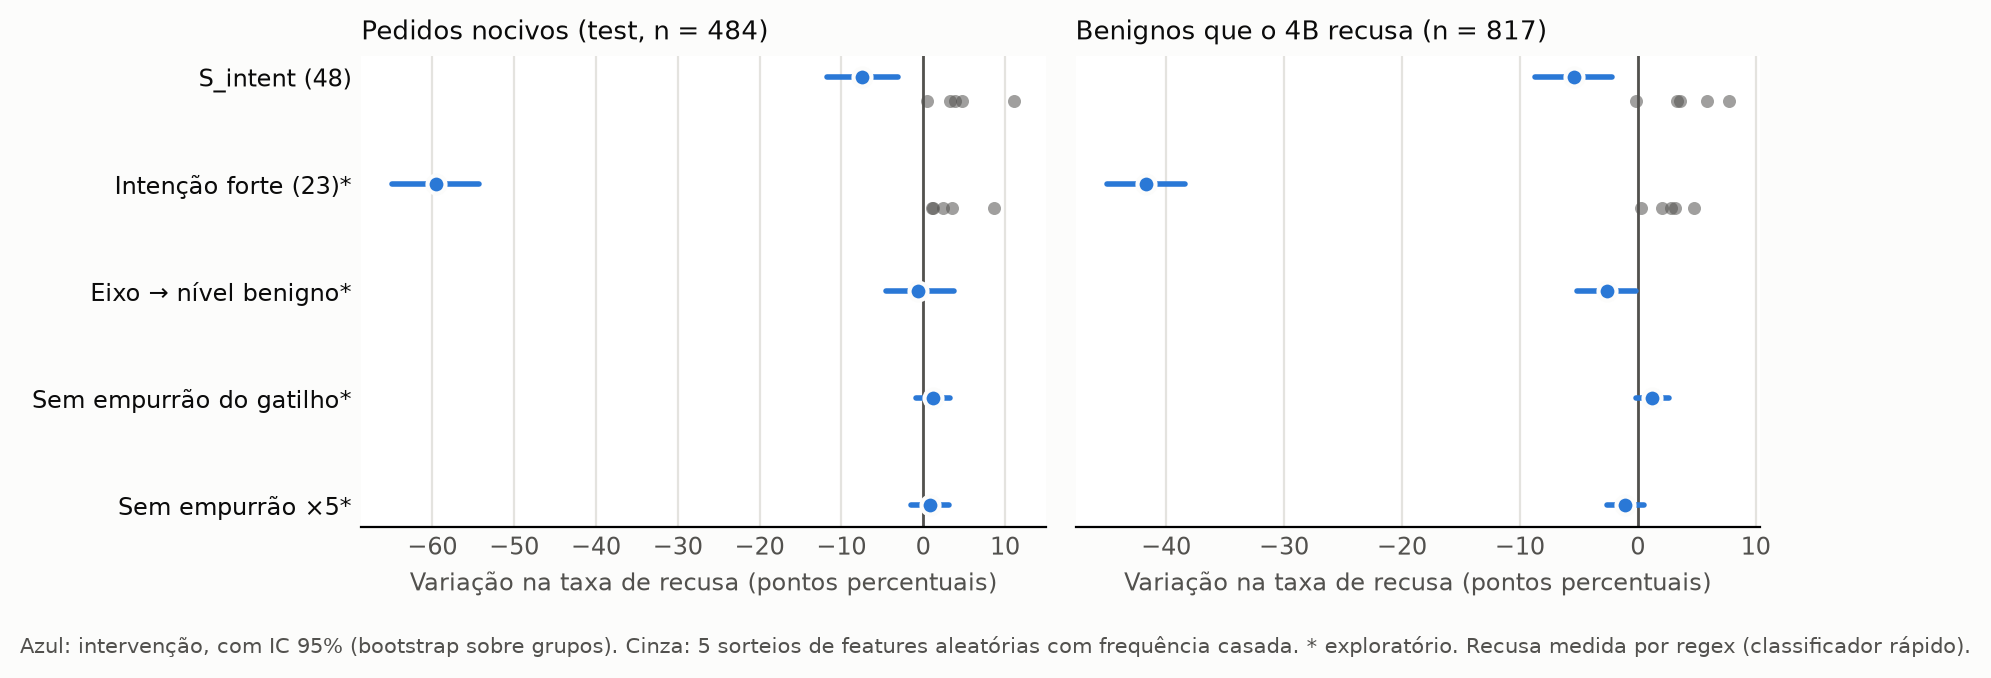 Pedidos nocivos (test, n = 484)
Benignos que o 4B recusa (n = 817)
S_intent (48)
Intenção forte (23)*
Eixo → nível benigno*
Sem empurrão do gatilho*
Sem empurrão ×5*
−60 −50 −40 −30 −20 −10 0 10
−40 −30 −20 −10 0 10
Variação na taxa de recusa (pontos percentuais)
Variação na taxa de recusa (pontos percentuais)
Azul: intervenção, com IC 95% (bootstrap sobre grupos). Cinza: 5 sorteios de features aleatórias com frequência casada. * exploratório. Recusa medida por regex (classificador rápido).